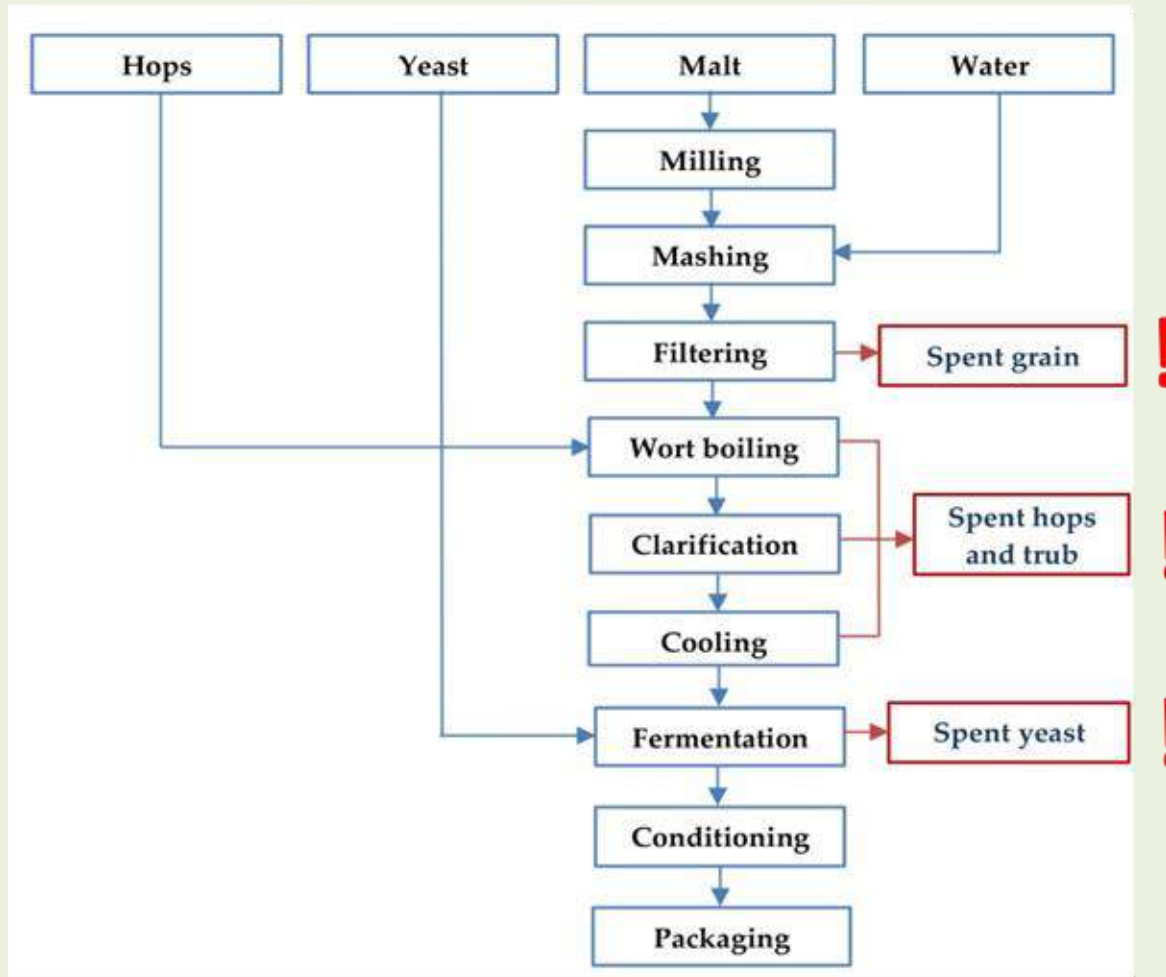 Hops
Yeast
Malt
Water
Milling
Mashing
Filtering
Spent grain
!
Wort boiling
Clarification
Spent hops
and trub
!
Cooling
Fermentation
Spent yeast
!
Conditioning
Packaging